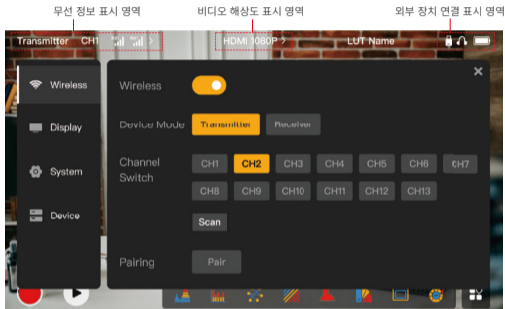 무선 정보 표시 영역 비디오 해상도 표시 영역 외부 장치 연결 표시 영역
Transmitter CH1 HDMI 1080P > LUT Name
Wireless
Display
System
Device
Wireless
Device Mode Transmitter Receiver
Channel Switch
CH1 CH2 CH3 CH4 CH5 CH6 CH7
CH8 CH9 CH10 CH11 CH12 CH13
Scan
Pairing Pair